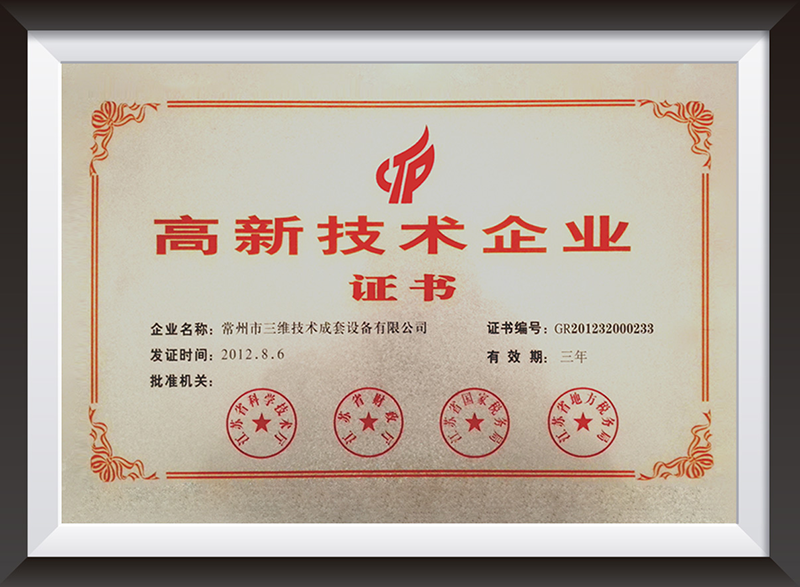 CTP
高新技术企业
证书
企业名称：常州市三维技术成套设备有限公司 证书编号：GR201232000233
发证时间：2012.8.6 有 效 期：三年
批准机关：
江苏省科学技术厅 江苏省财政厅 江苏省国家税务局 江苏省地方税务局